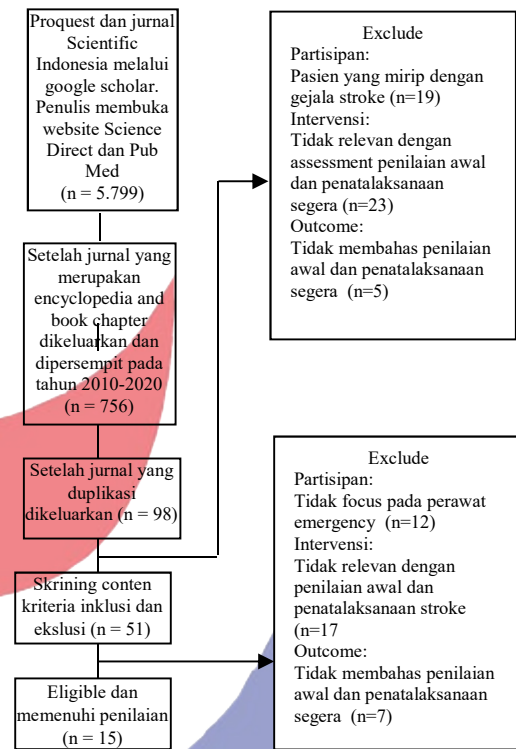 Proquest dan jurnal
Scientific
Indonesia melalui
google scholar.
Penulis membuka
website Science
Direct dan Pub
Med
(n = 5.799)
Setelah jurnal yang
merupakan
encyclopedia and
book chapter
dikeluarkan dan
dipersempit pada
tahun 2010-2020
(n = 756)
Setelah jurnal yang
duplikasi
dikeluarkan (n = 98)
Skrining conten
kriteria inklusi dan
ekslusi (n = 51)
Eligible dan
memenuhi penilaian
(n = 15)
Exclude
Partisipan:
Pasien yang mirip dengan
gejala stroke (n=19)
Intervensi:
Tidak relevan dengan
assessment penilaian awal
dan penatalaksanaan
segera (n=23)
Outcome:
Tidak membahas penilaian
awal dan penatalaksanaan
segera (n=5)
Exclude
Partisipan:
Tidak focus pada perawat
emergency (n=12)
Intervensi:
Tidak relevan dengan
penilaian awal dan
penatalaksanaan stroke
(n=17
Outcome:
Tidak membahas penilaian
awal dan penatalaksanaan
segera (n=7)